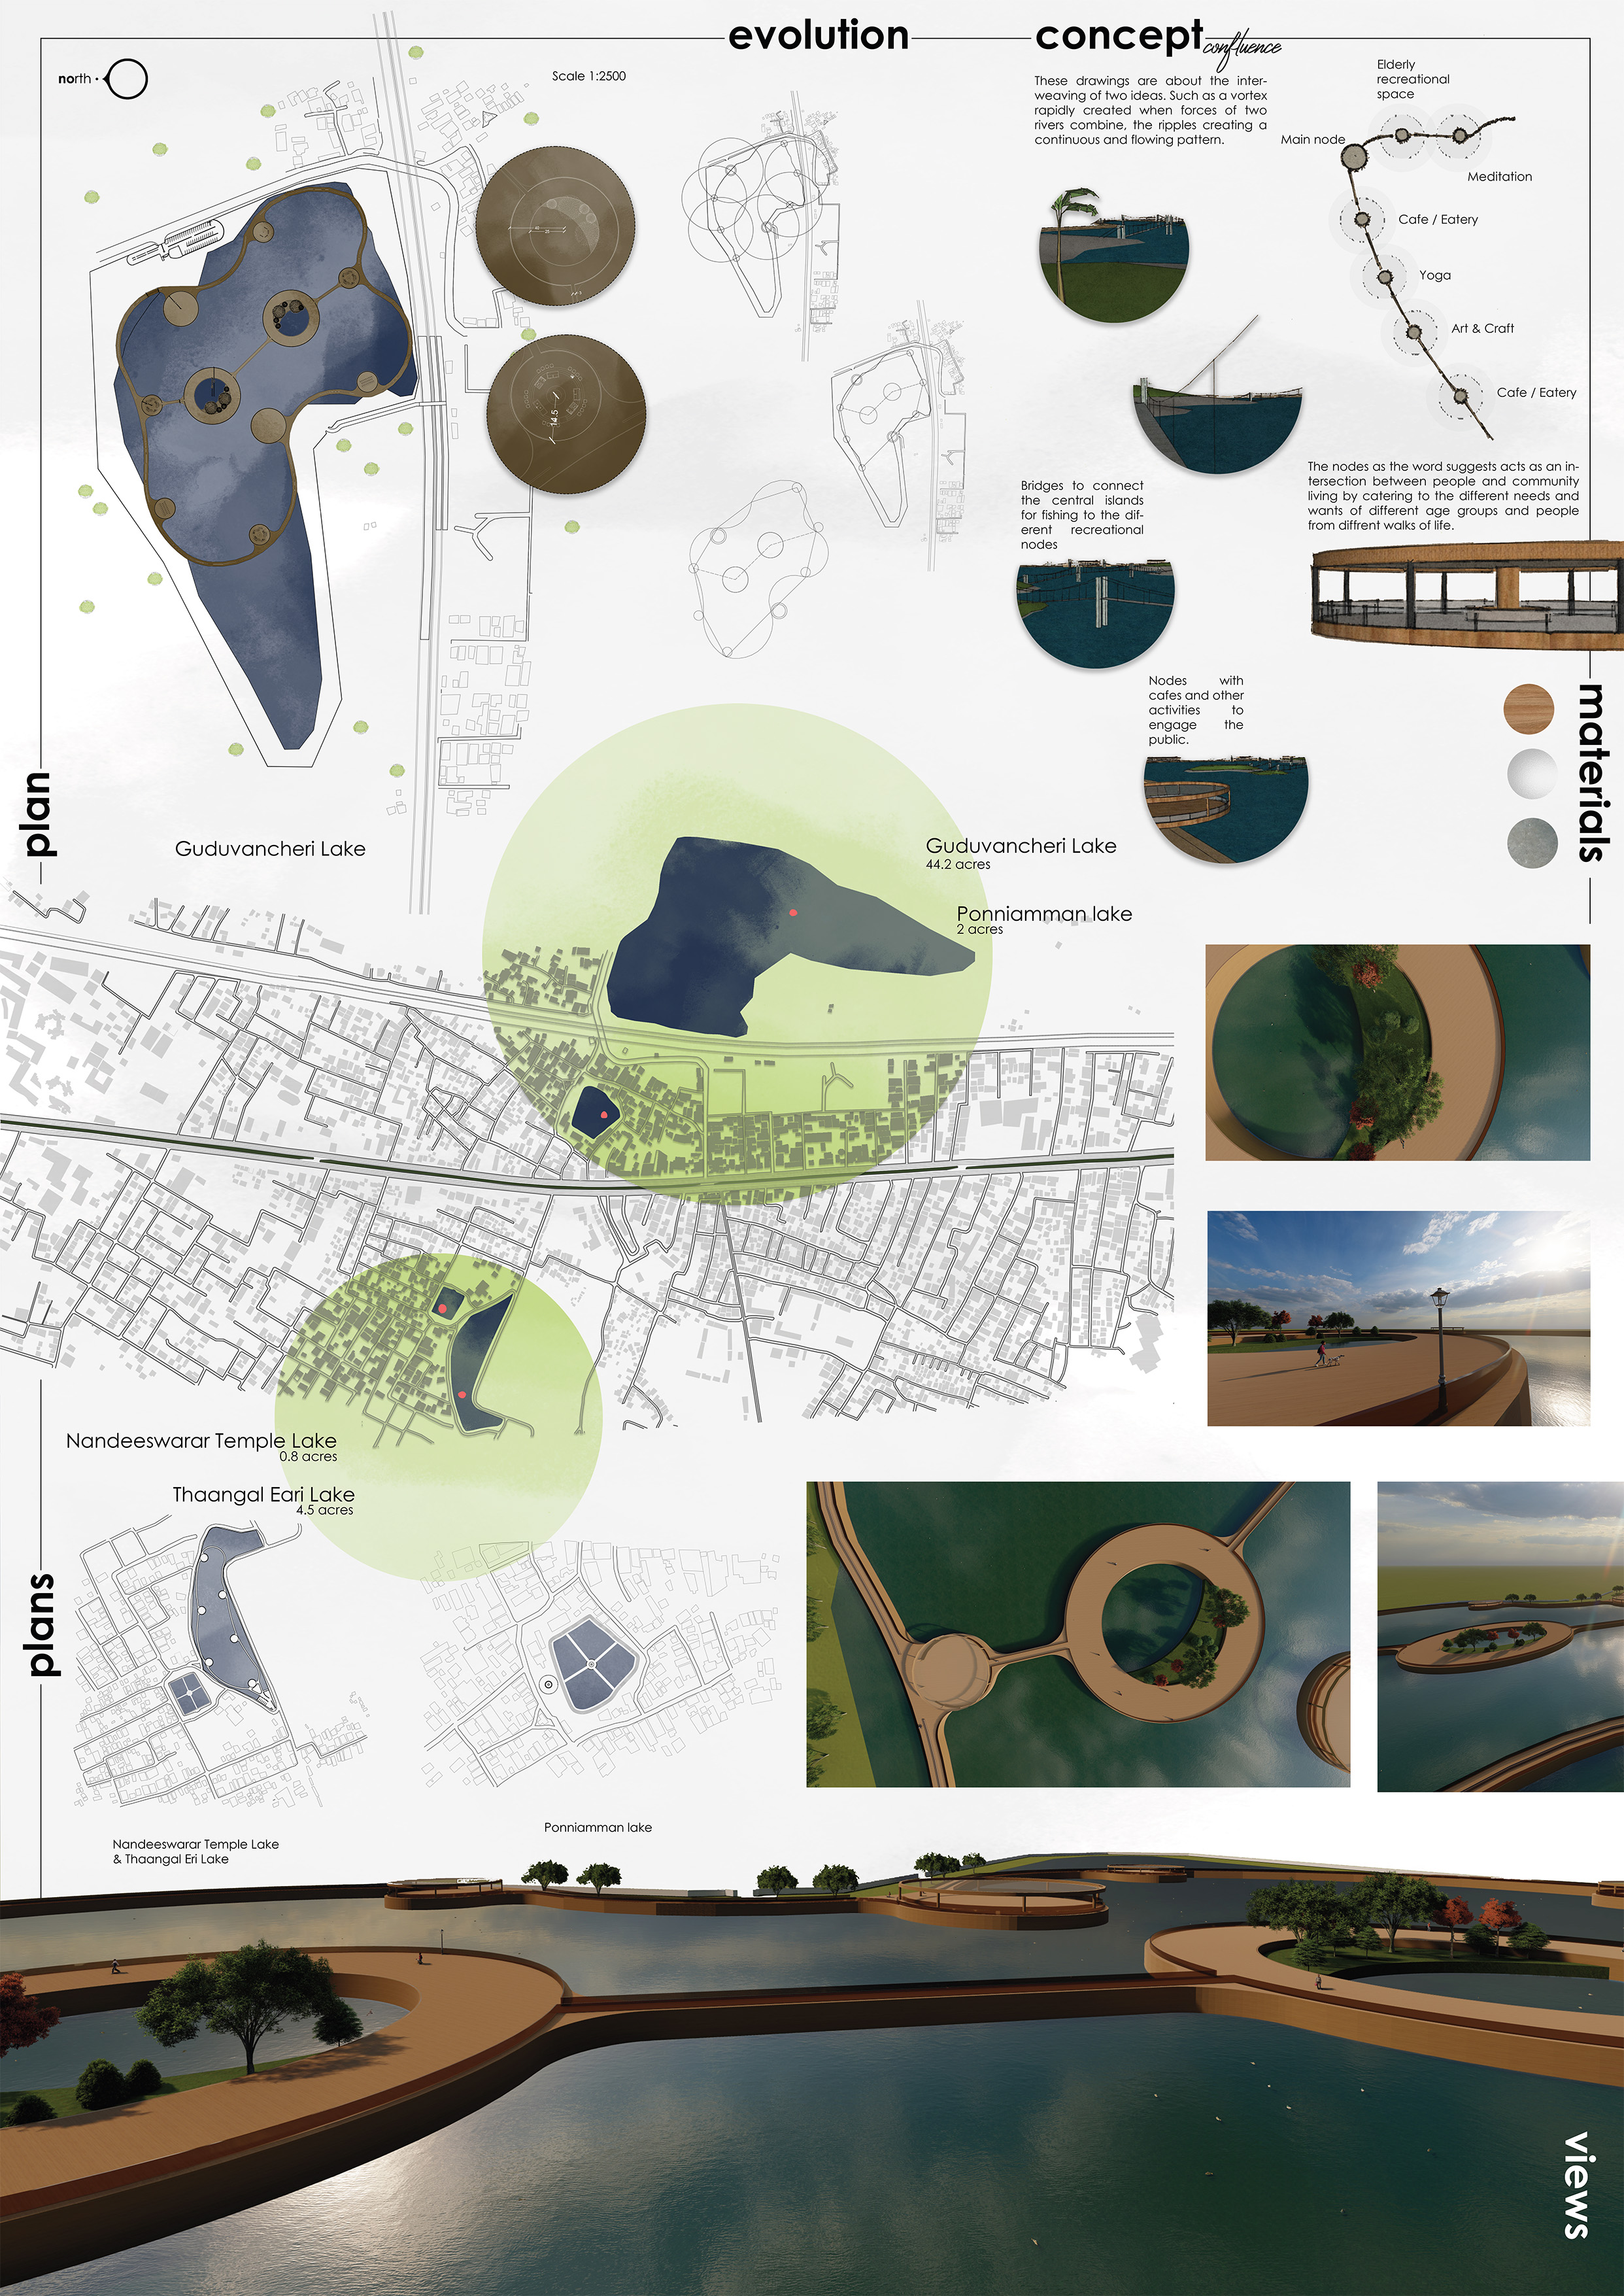 evolution
concept
confluence
north
Scale 1:2500
These drawings are about the inter-
weaving of two ideas. Such as a vortex
rapidly created when forces of two
rivers combine, the ripples creating a
continuous and flowing pattern.
Elderly
recreational
space
Main node
Meditation
Cafe / Eatery
Yoga
Art & Craft
Cafe / Eatery
14.5
The nodes as the word suggests acts as an in-
tersection between people and community
living by catering to the different needs and
wants of different age groups and people
from diffrent walks of life.
Bridges to connect
the central islands
for fishing to the dif-
erent recreational
nodes
Nodes with
cafes and other
activities to
engage the
public.
materials
plan
Guduvancheri Lake
Guduvancheri Lake
44.2 acres
Ponniamman lake
2 acres
Nandeeswarar Temple Lake
0.8 acres
Thaangal Eari Lake
4.5 acres
plans
Nandeeswarar Temple Lake
& Thaangal Eri Lake
Ponniamman lake
views